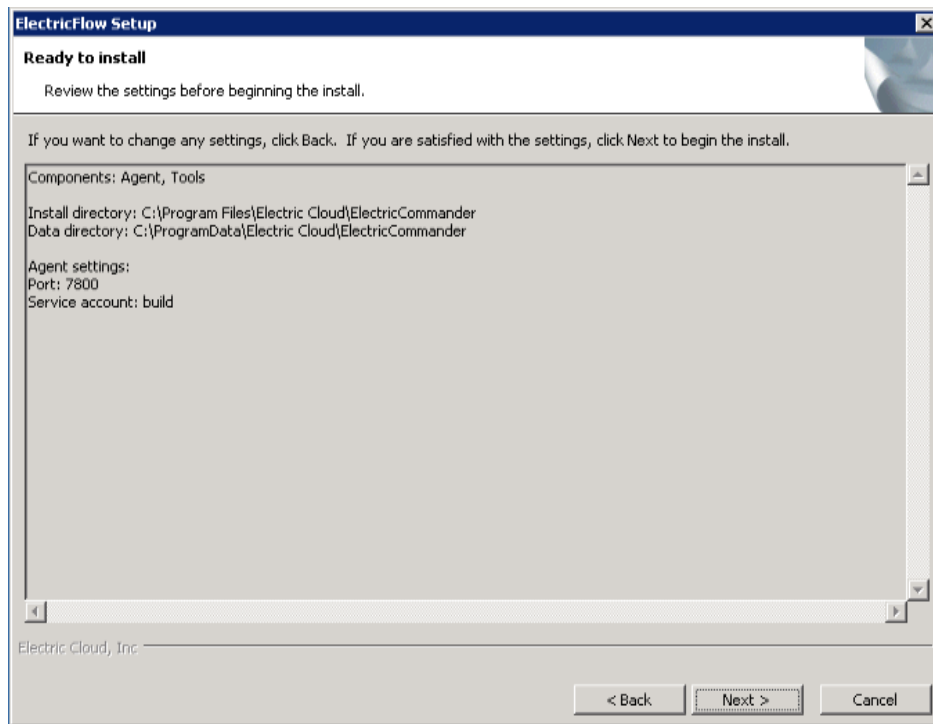 ElectricFlow Setup
Ready to install
Review the settings before beginning the install.
If you want to change any settings, click Back.  If you are satisfied with the settings, click Next to begin the install.
Components: Agent, Tools
Install directory: C:\Program Files\Electric Cloud\ElectricCommander
Data directory: C:\ProgramData\Electric Cloud\ElectricCommander
Agent settings:
Port: 7800
Service account: build
Electric Cloud, Inc
< Back
Next >
Cancel